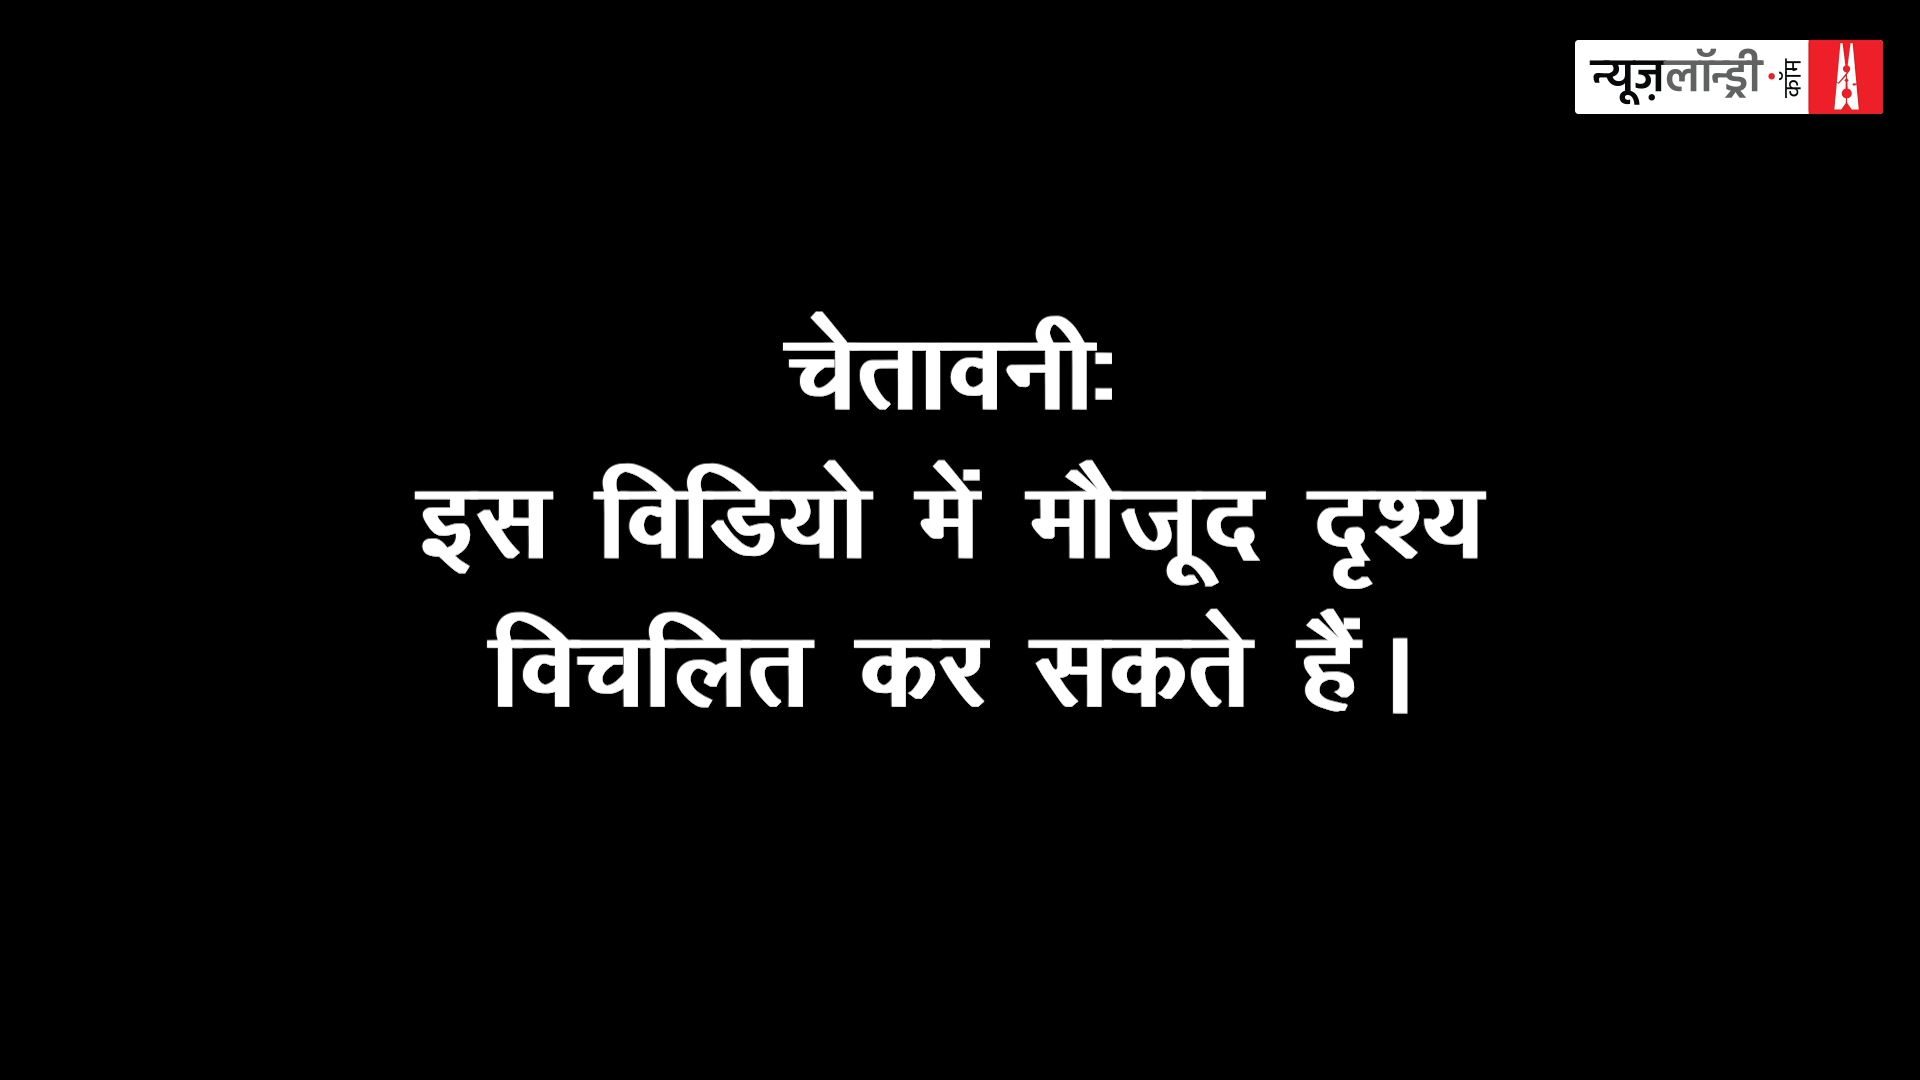 न्यूज़लॉन्ड्री.कॉम
चेतावनीः
इस विडियो में मौजूद दृश्य
विचलित कर सकते हैं।